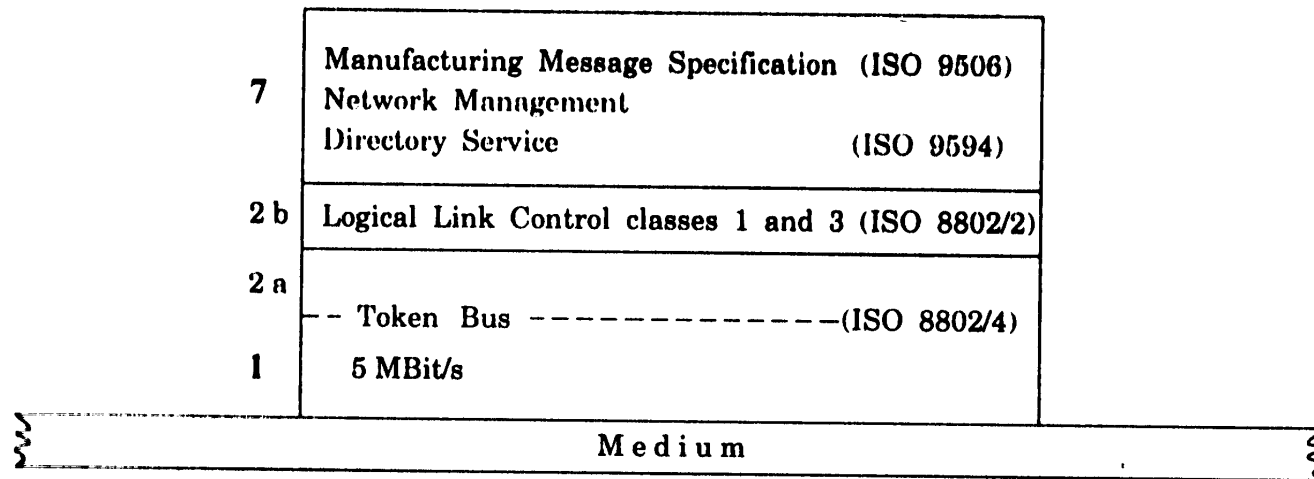 7
Manufacturing Message Specification (ISO 9506)
Network Management
Directory Service (ISO 9594)
2 b Logical Link Control classes 1 and 3 (ISO 8802/2)
2 a
-- Token Bus -------------(ISO 8802/4)
1 5 MBit/s
Medium